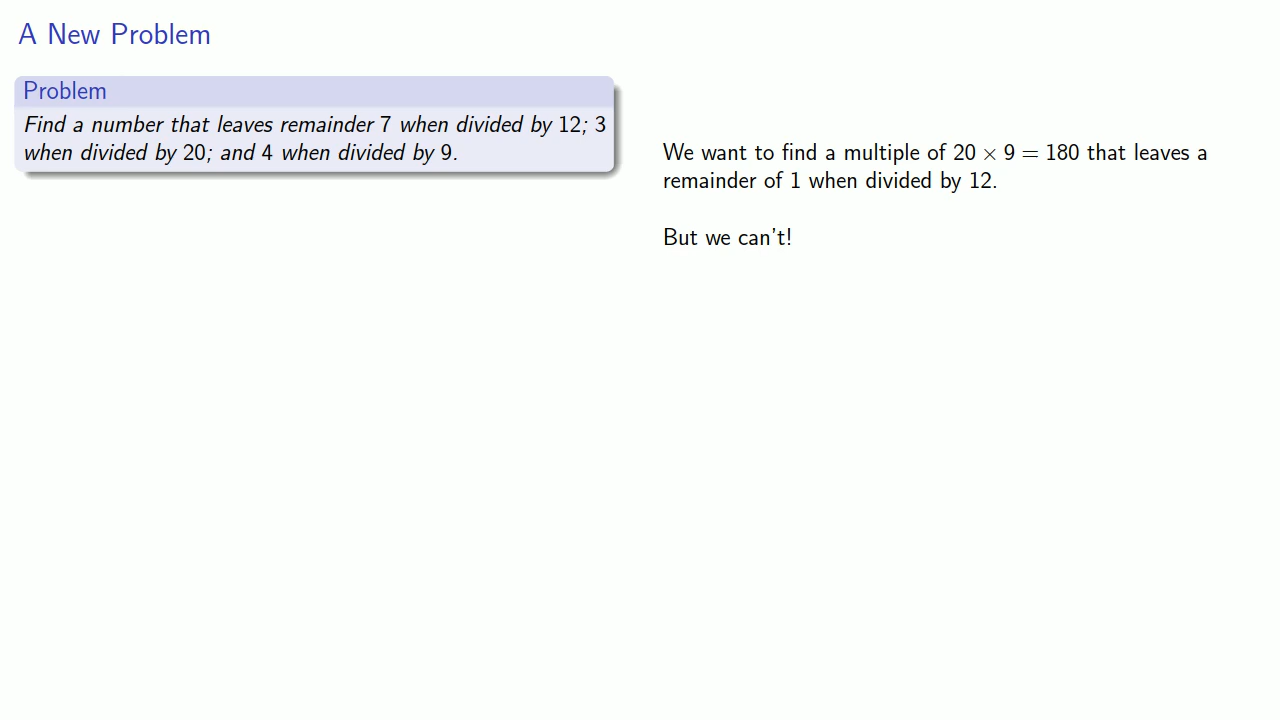 A New Problem
Problem
Find a number that leaves remainder 7 when divided by 12; 3
when divided by 20; and 4 when divided by 9.
We want to find a multiple of 20 × 9 = 180 that leaves a
remainder of 1 when divided by 12.
But we can't!